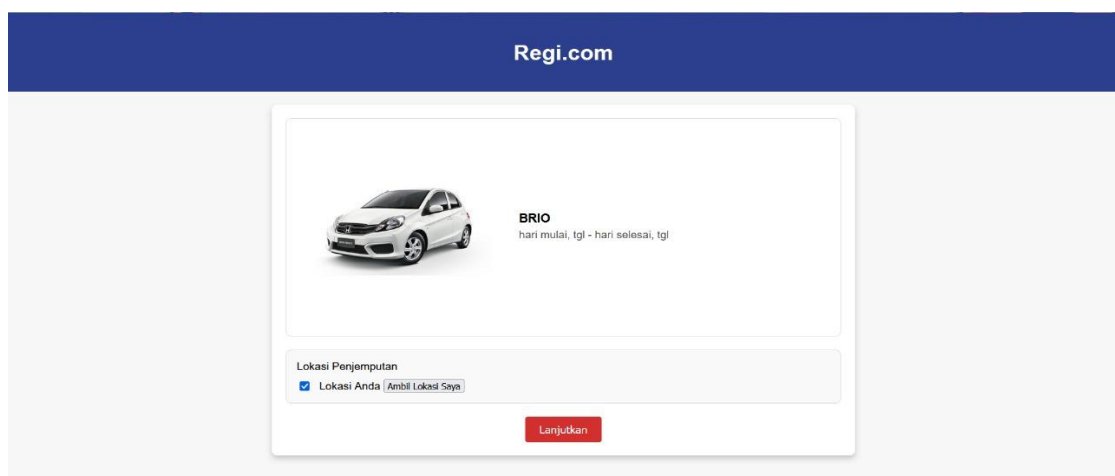 Regi.com
BRIO
hari mulai, tgl - hari selesai, tgl
Lokasi Penjemputan
Lokasi Anda Ambil Lokasi Saya
Lanjutkan